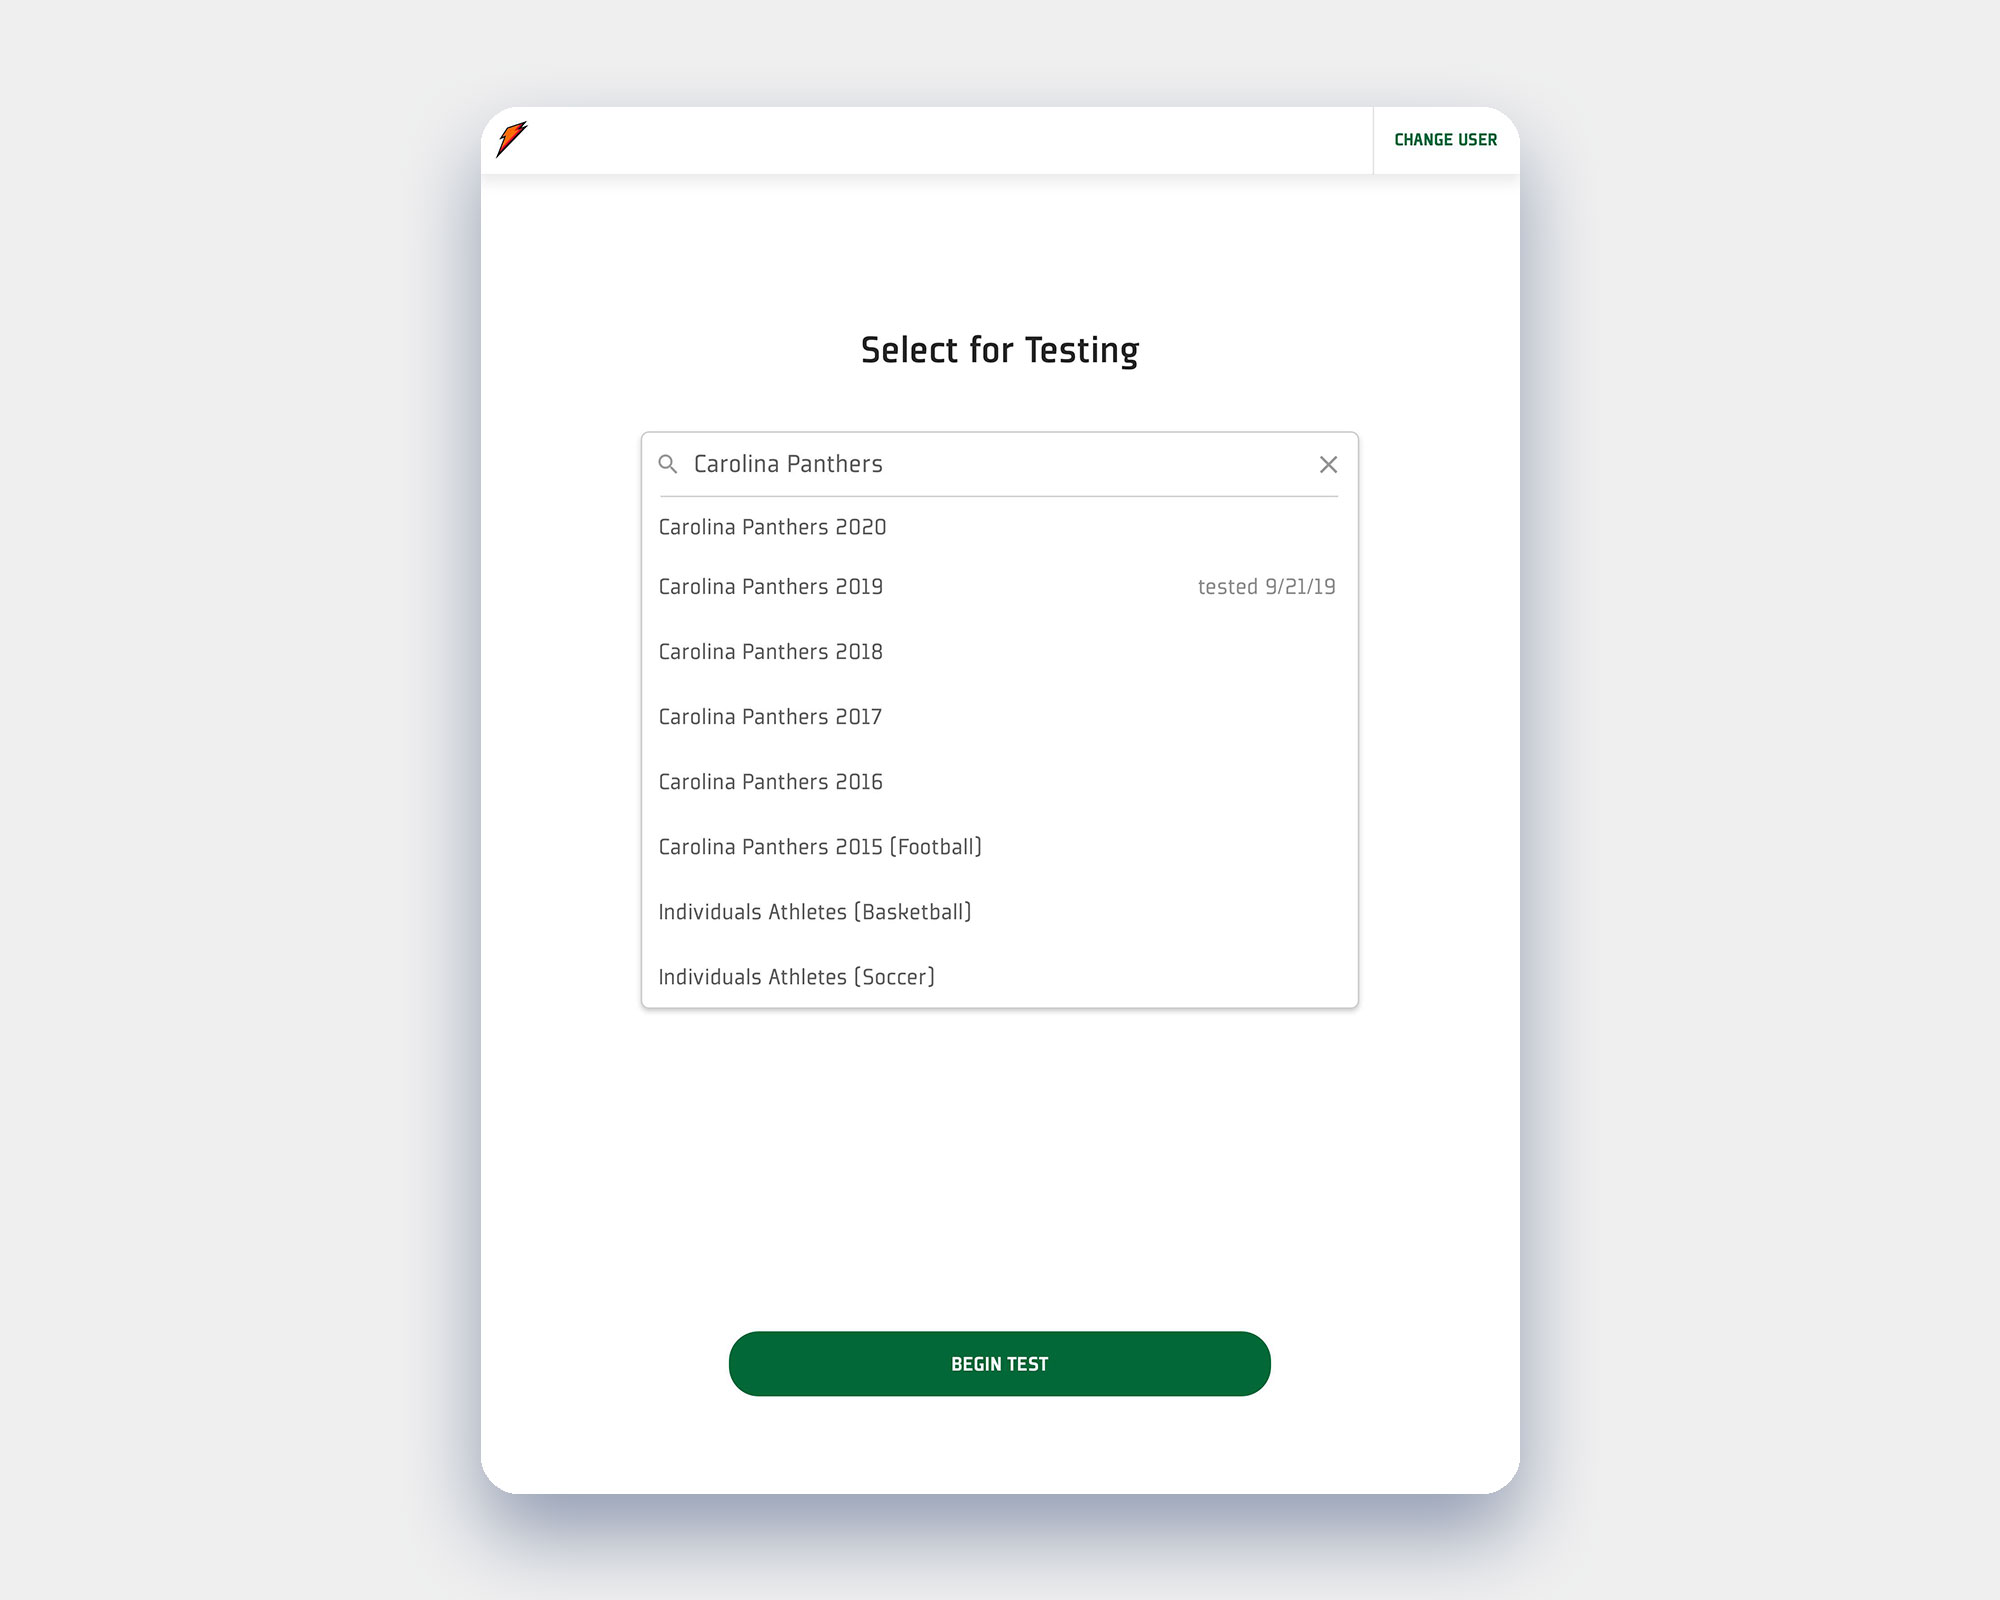 CHANGE USER
Select for Testing
Carolina Panthers
Carolina Panthers 2020
Carolina Panthers 2019 tested 9/21/19
Carolina Panthers 2018
Carolina Panthers 2017
Carolina Panthers 2016
Carolina Panthers 2015 (Football)
Individuals Athletes (Basketball)
Individuals Athletes (Soccer)
BEGIN TEST